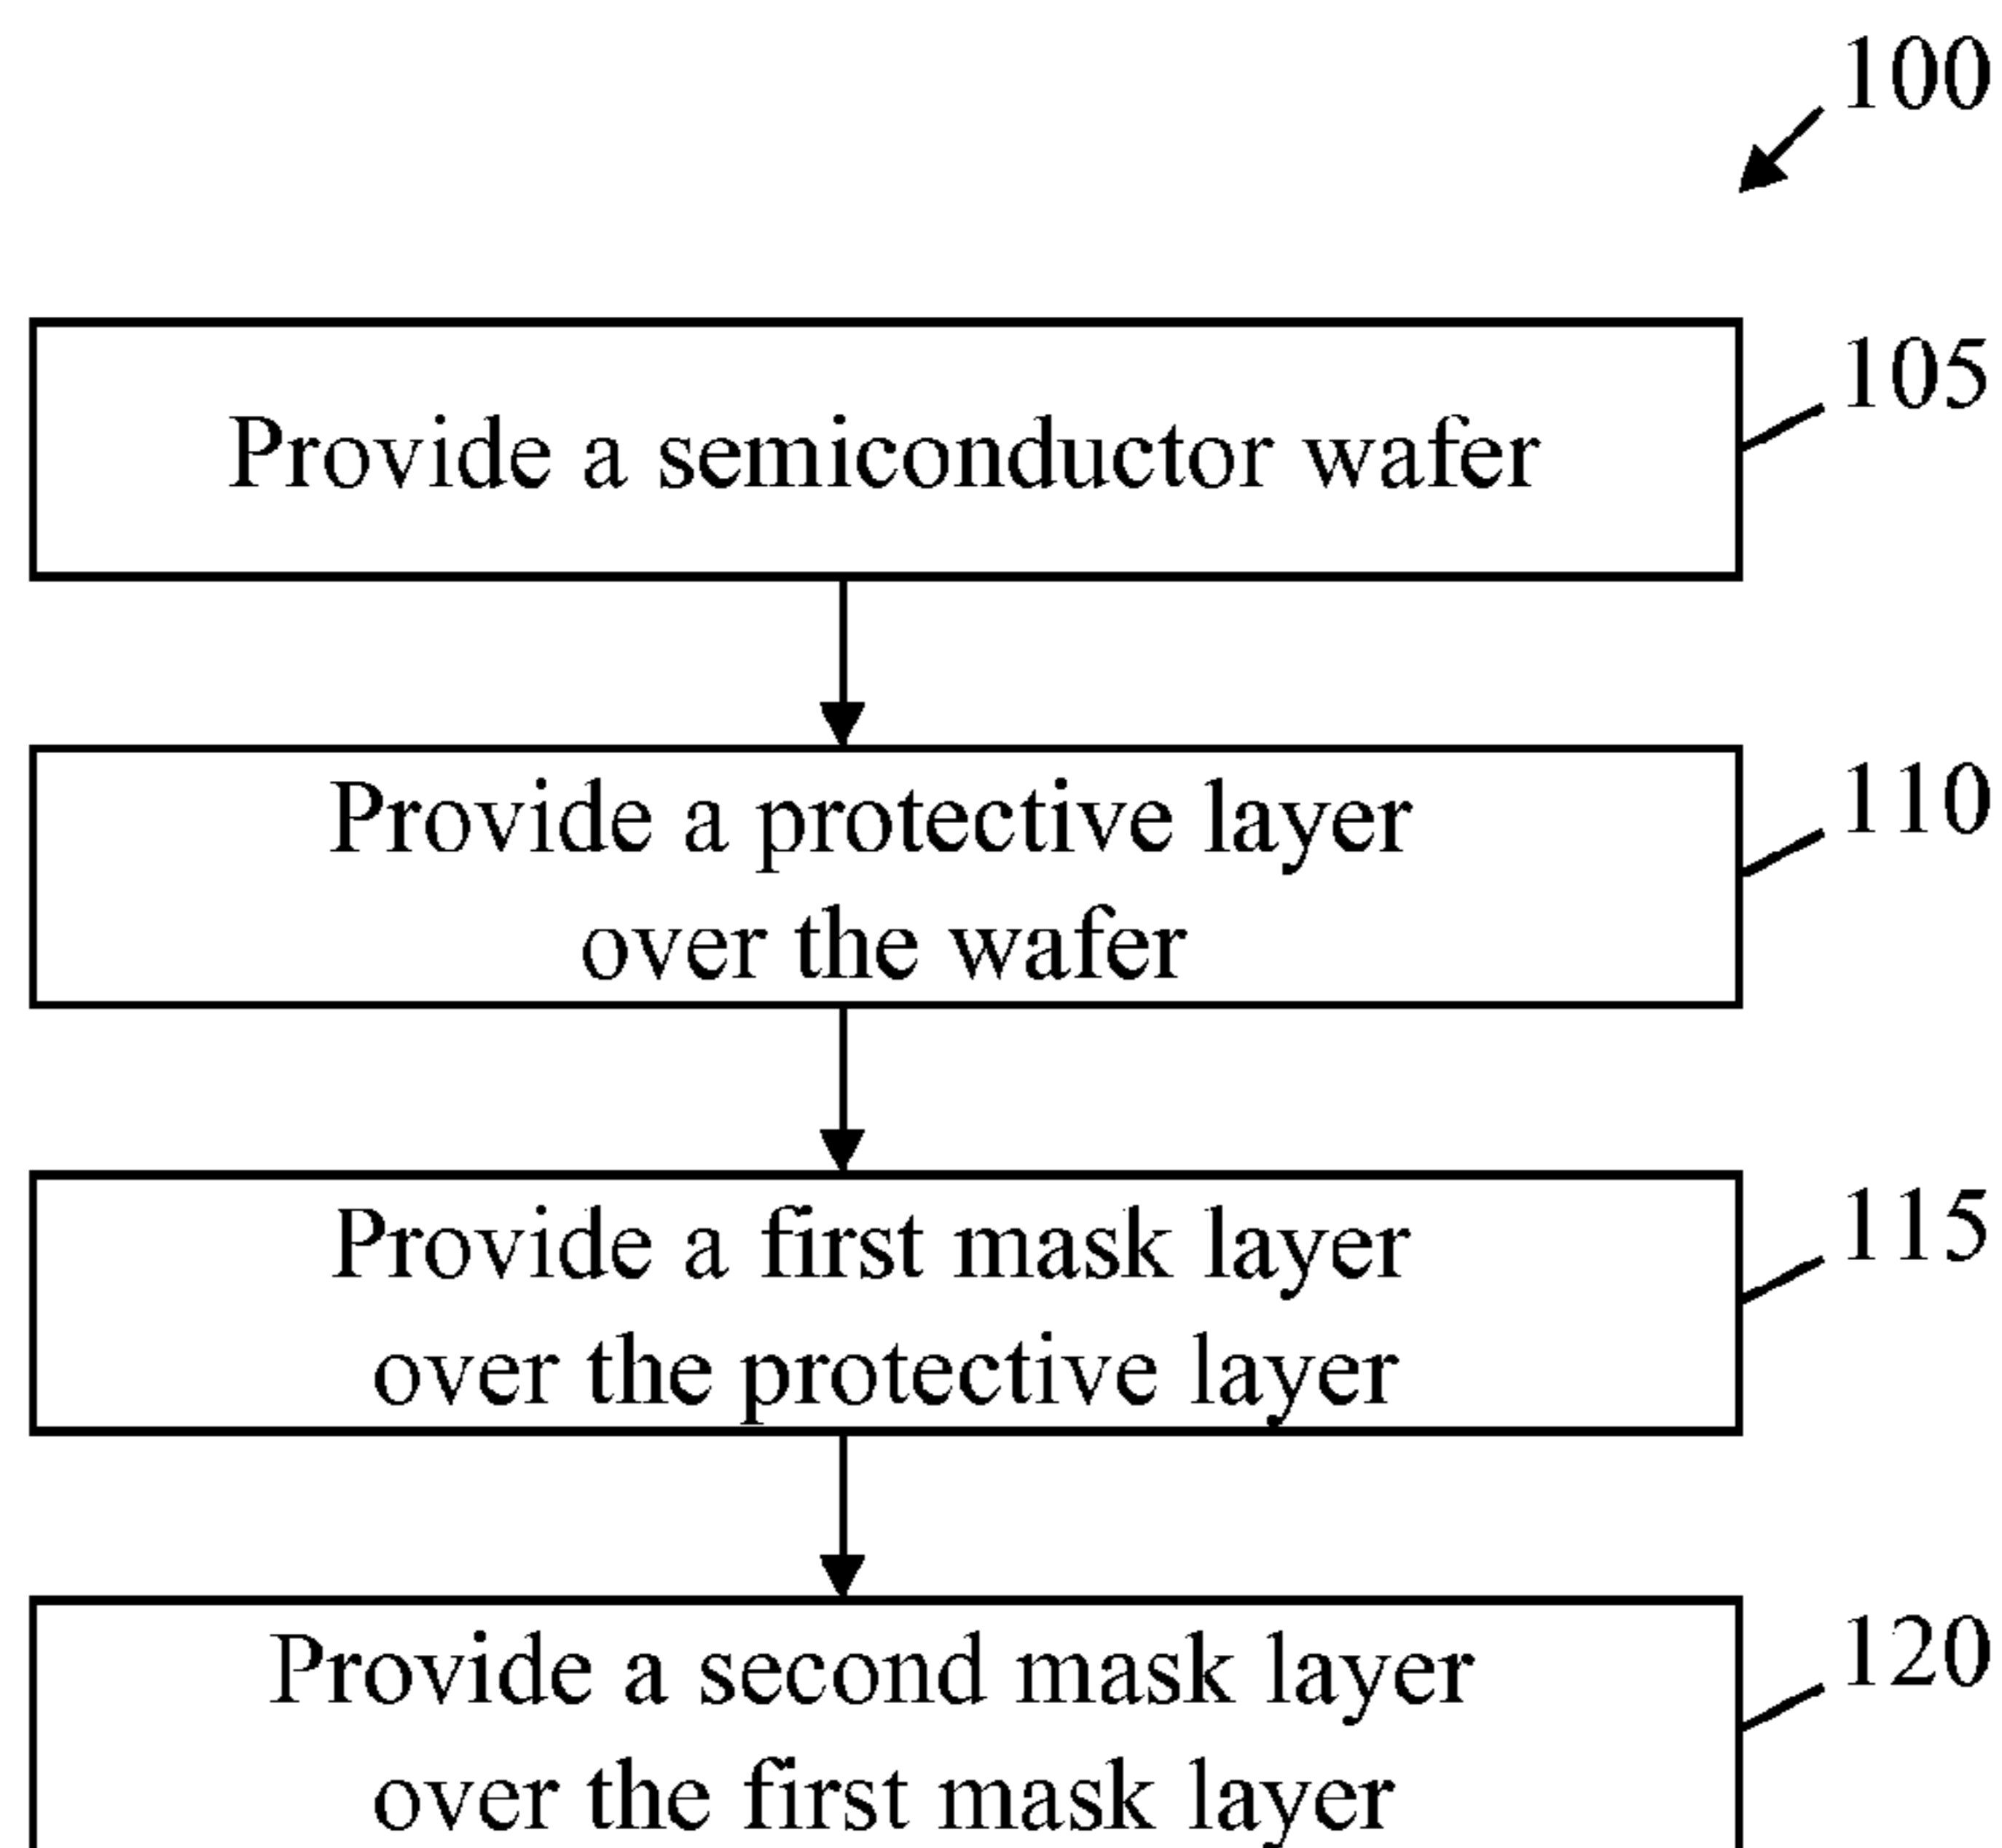 100
Provide a semiconductor wafer
105
Provide a protective layer
over the wafer
110
Provide a first mask layer
over the protective layer
115
Provide a second mask layer
over the first mask layer
120